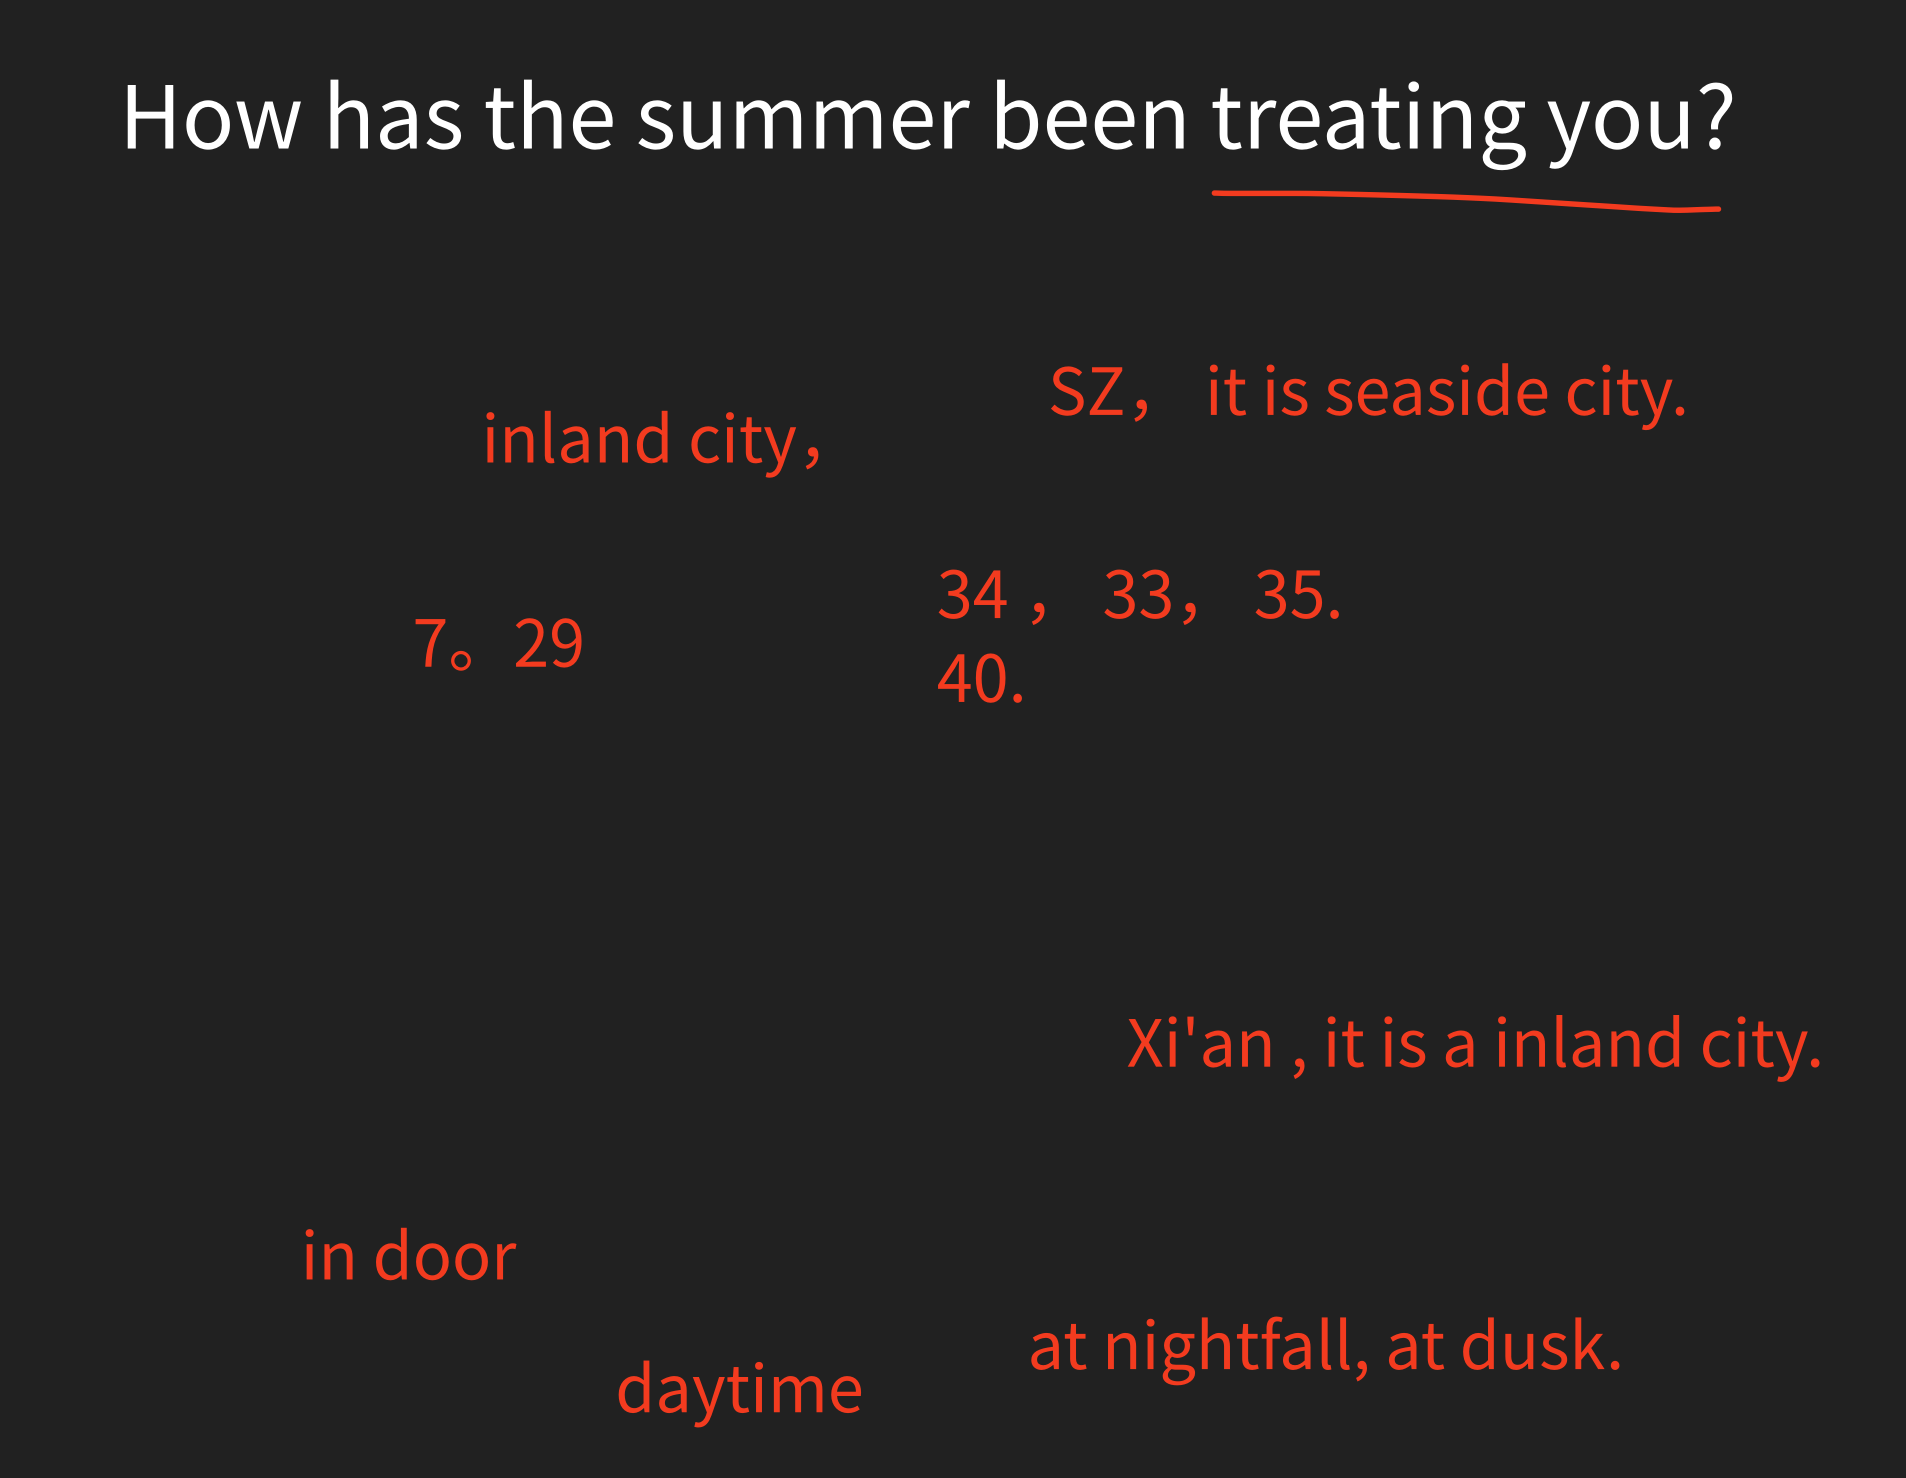 How has the summer been treating you?
SZ， it is seaside city.
inland city，
34 ， 33， 35.
7。29
40.
Xi'an , it is a inland city.
in door
at nightfall, at dusk.
daytime